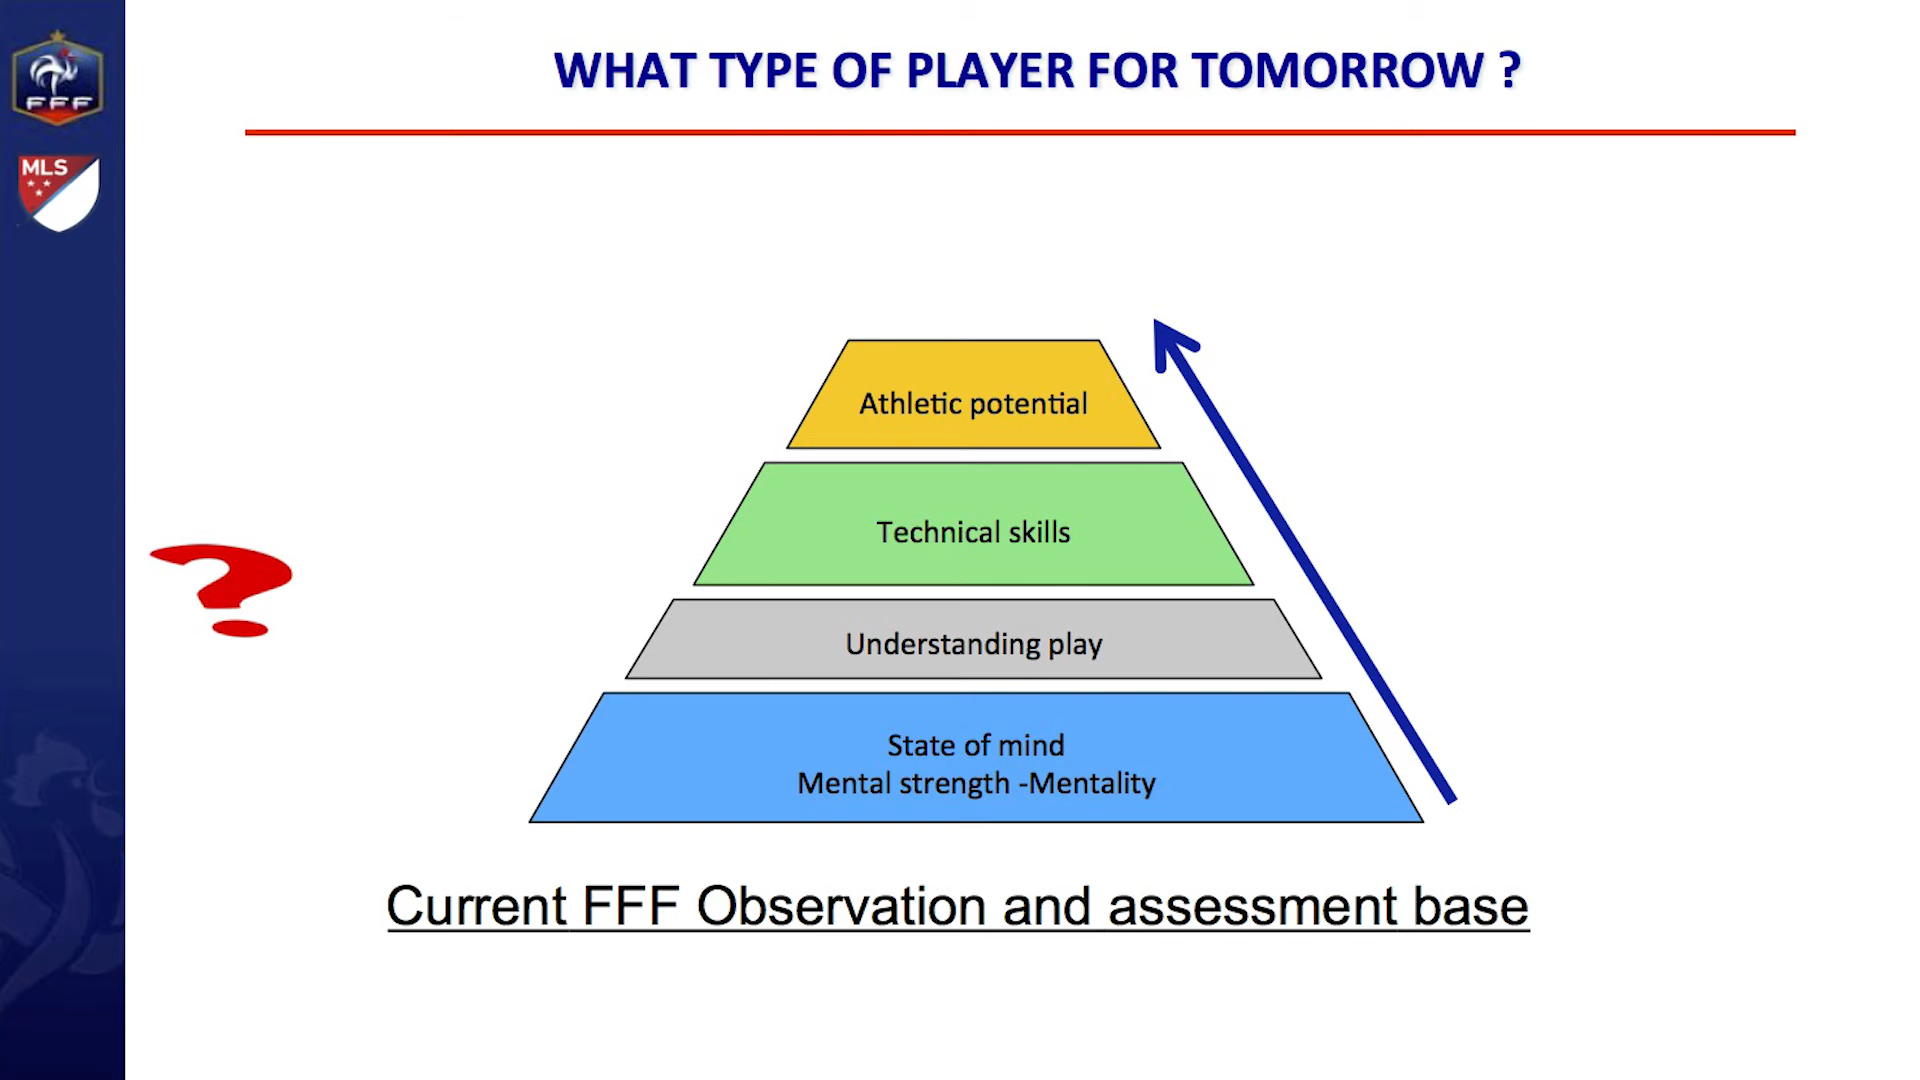 WHAT TYPE OF PLAYER FOR TOMORROW ?
FFF
MLS
Athletic potential
Technical skills
?
Understanding play
State of mind
Mental strength -Mentality
Current FFF Observation and assessment base